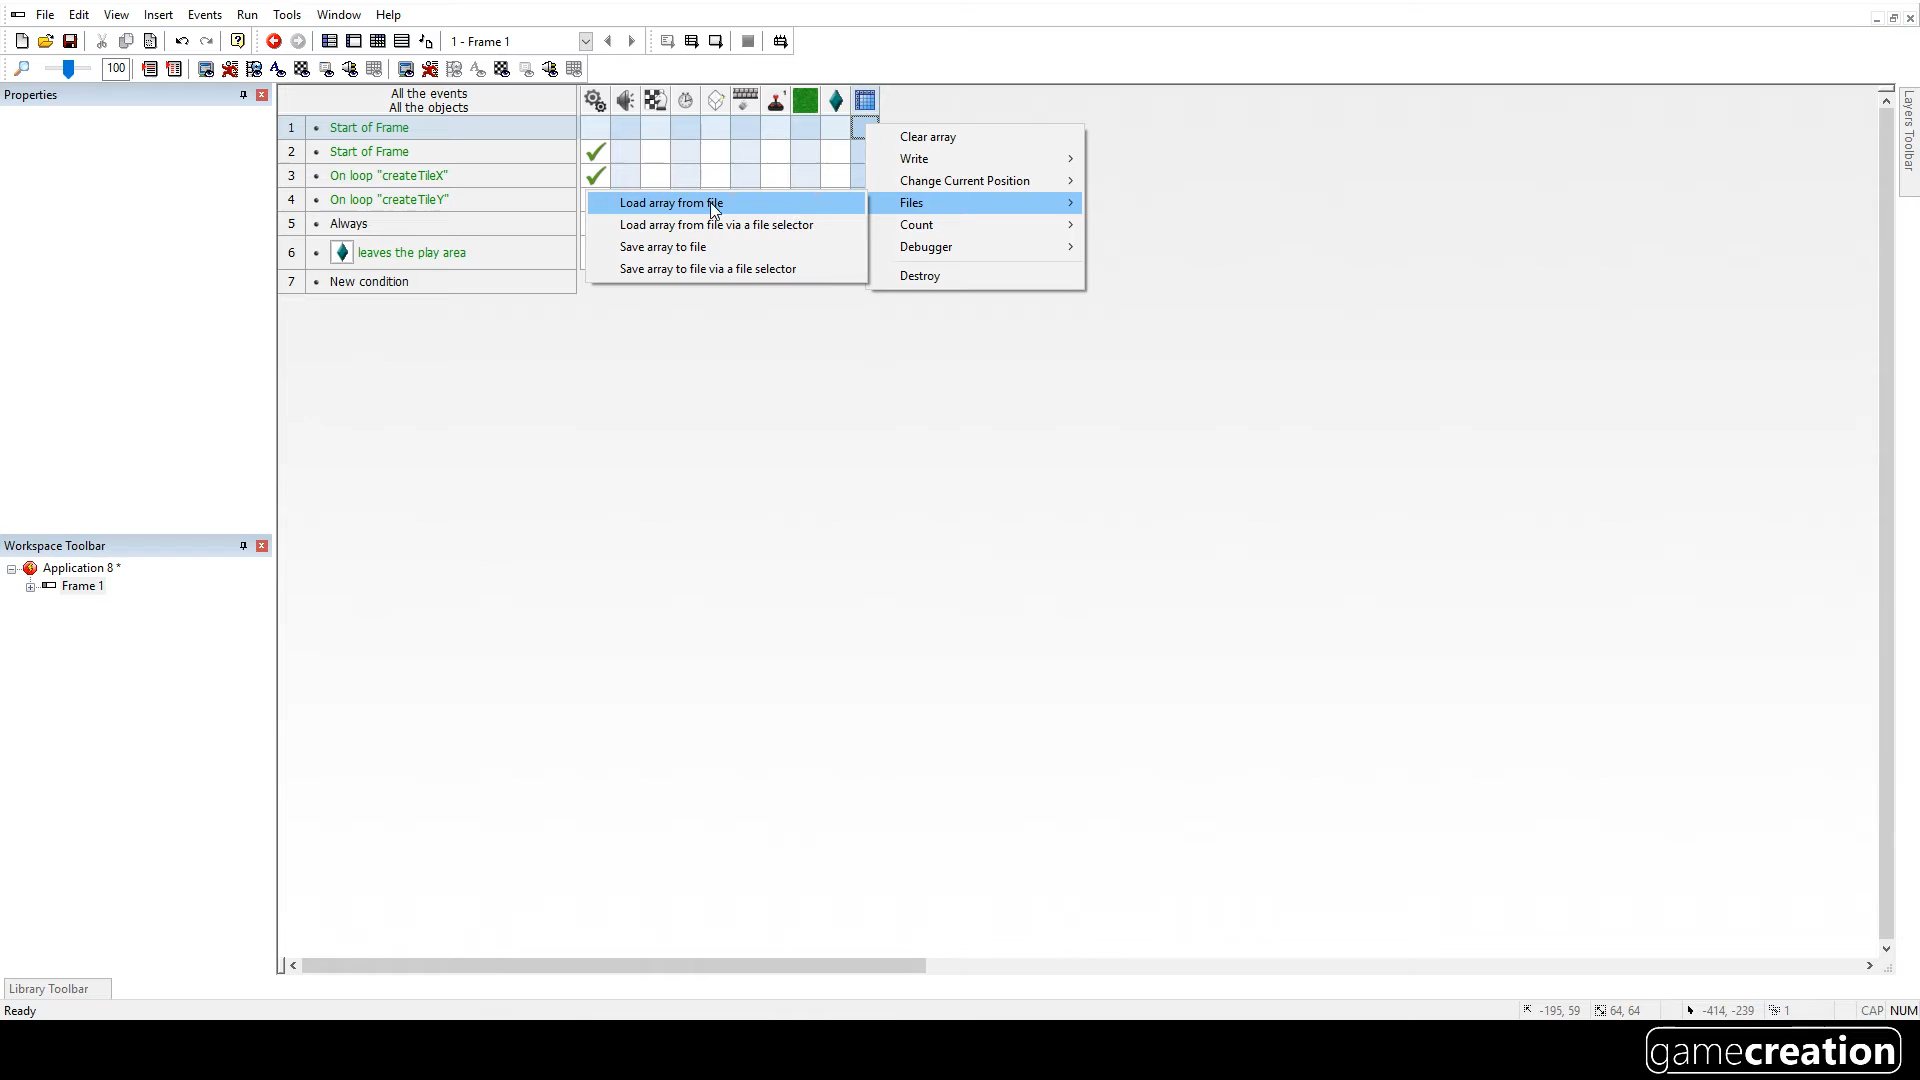 File Edit View Insert Events Run Tools Window Help
1 - Frame 1
100
Properties
All the events
All the objects
1 Start of Frame
2 Start of Frame
3 On loop "createTileX"
4 On loop "createTileY"
5 Always
6 leaves the play area
7 New condition
Clear array
Write
Change Current Position
Files
Count
Debugger
Destroy
Load array from file
Load array from file via a file selector
Save array to file
Save array to file via a file selector
Layers Toolbar
Workspace Toolbar
Application 8 *
Frame 1
Library Toolbar
Ready
-195, 59 64, 64 -414, -239 1 CAP NUM
gamecreation